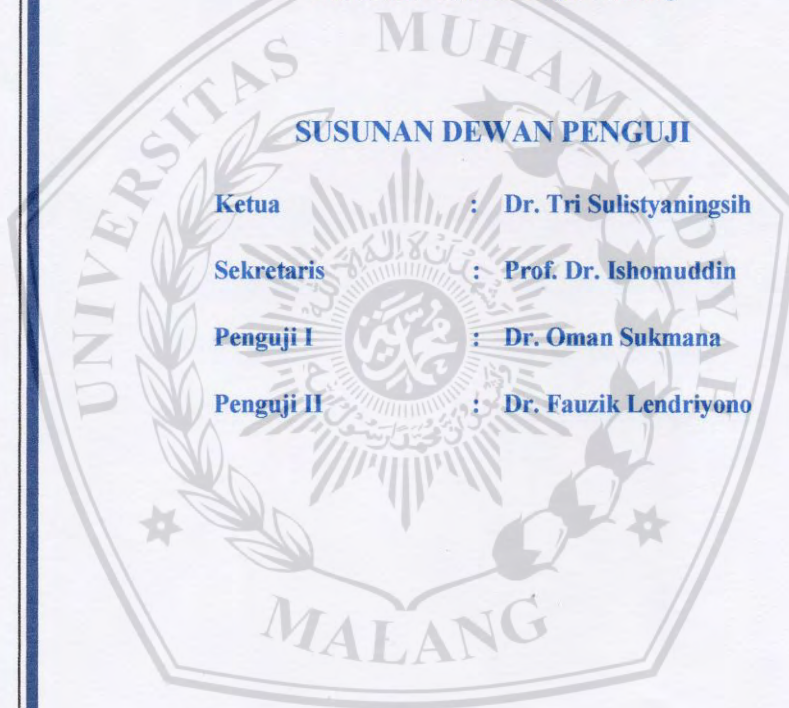 UNIVERSITAS MUHAMMADIYAH
SUSUNAN DEWAN PENGUJI
Ketua : Dr. Tri Sulistyaningsih
Sekretaris : Prof. Dr. Ishomuddin
Penguji I : Dr. Oman Sukmana
Penguji II : Dr. Fauzik Lendriyono
محمدية
MALANG